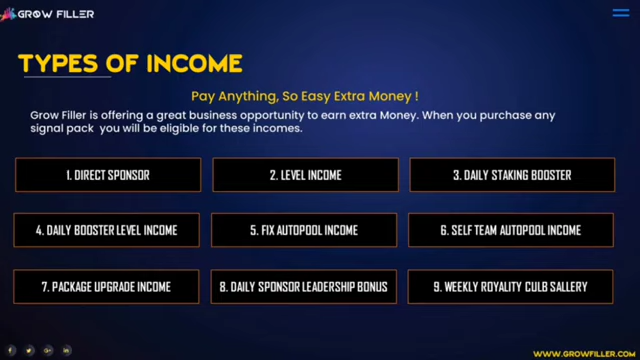 GROW FILLER
TYPES OF INCOME
Pay Anything, So Easy Extra Money !
Grow Filler is offering a great business opportunity to earn extra Money. When you purchase any
signal pack you will be eligible for these incomes.
1. DIRECT SPONSOR
2. LEVEL INCOME
3. DAILY STAKING BOOSTER
4. DAILY BOOSTER LEVEL INCOME
5. FIX AUTOPOOL INCOME
6. SELF TEAM AUTOPOOL INCOME
7. PACKAGE UPGRADE INCOME
8. DAILY SPONSOR LEADERSHIP BONUS
9. WEEKLY ROYALITY CULB SALLERY
WWW.GROWFILLER.COM